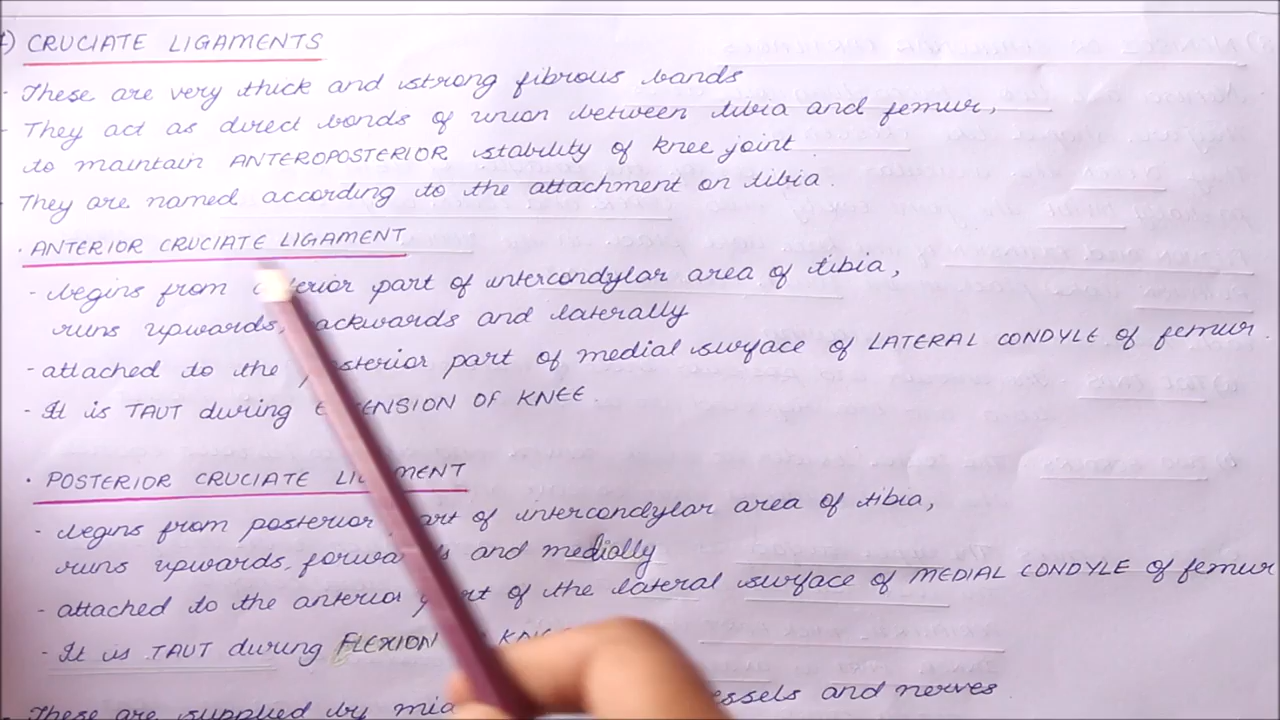 ) CRUCIATE LIGAMENTS
- These are very thick and strong fibrous bands
- They act as direct bonds of union between tibia and femur,
to maintain ANTEROPOSTERIOR stability of knee joint
- They are named according to the attachment on tibia.
· ANTERIOR CRUCIATE LIGAMENT
- begins from part of intercondylar area of tibia,
runs upwards, and laterally
- attached to the part of medial surface of LATERAL CONDYLE of femur.
- It is TAUT during OF KNEE.
· POSTERIOR CRUCIATE
- begins from posterior part of intercondylar area of tibia,
runs upwards, and medially
- attached to the anterior of the lateral surface of MEDIAL CONDYLE of femur
- It is TAUT during FLEXION
These are supplied by and nerves